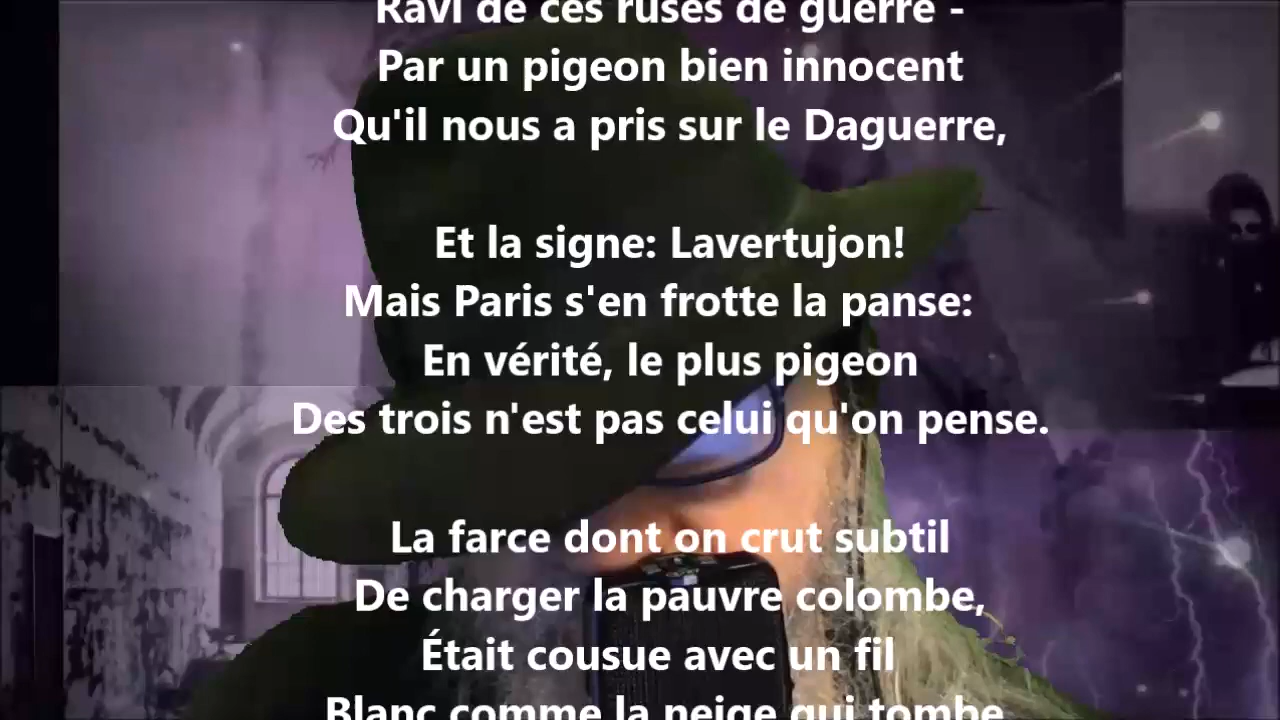 Ravi de ces ruses de guerre -
Par un pigeon bien innocent
Qu'il nous a pris sur le Daguerre,
Et la signe: Lavertujon!
Mais Paris s'en frotte la panse:
En vérité, le plus pigeon
Des trois n'est pas celui qu'on pense.
La farce dont on crut subtil
De charger la pauvre colombe,
Était cousue avec un fil
Blanc comme la neige qui tombe